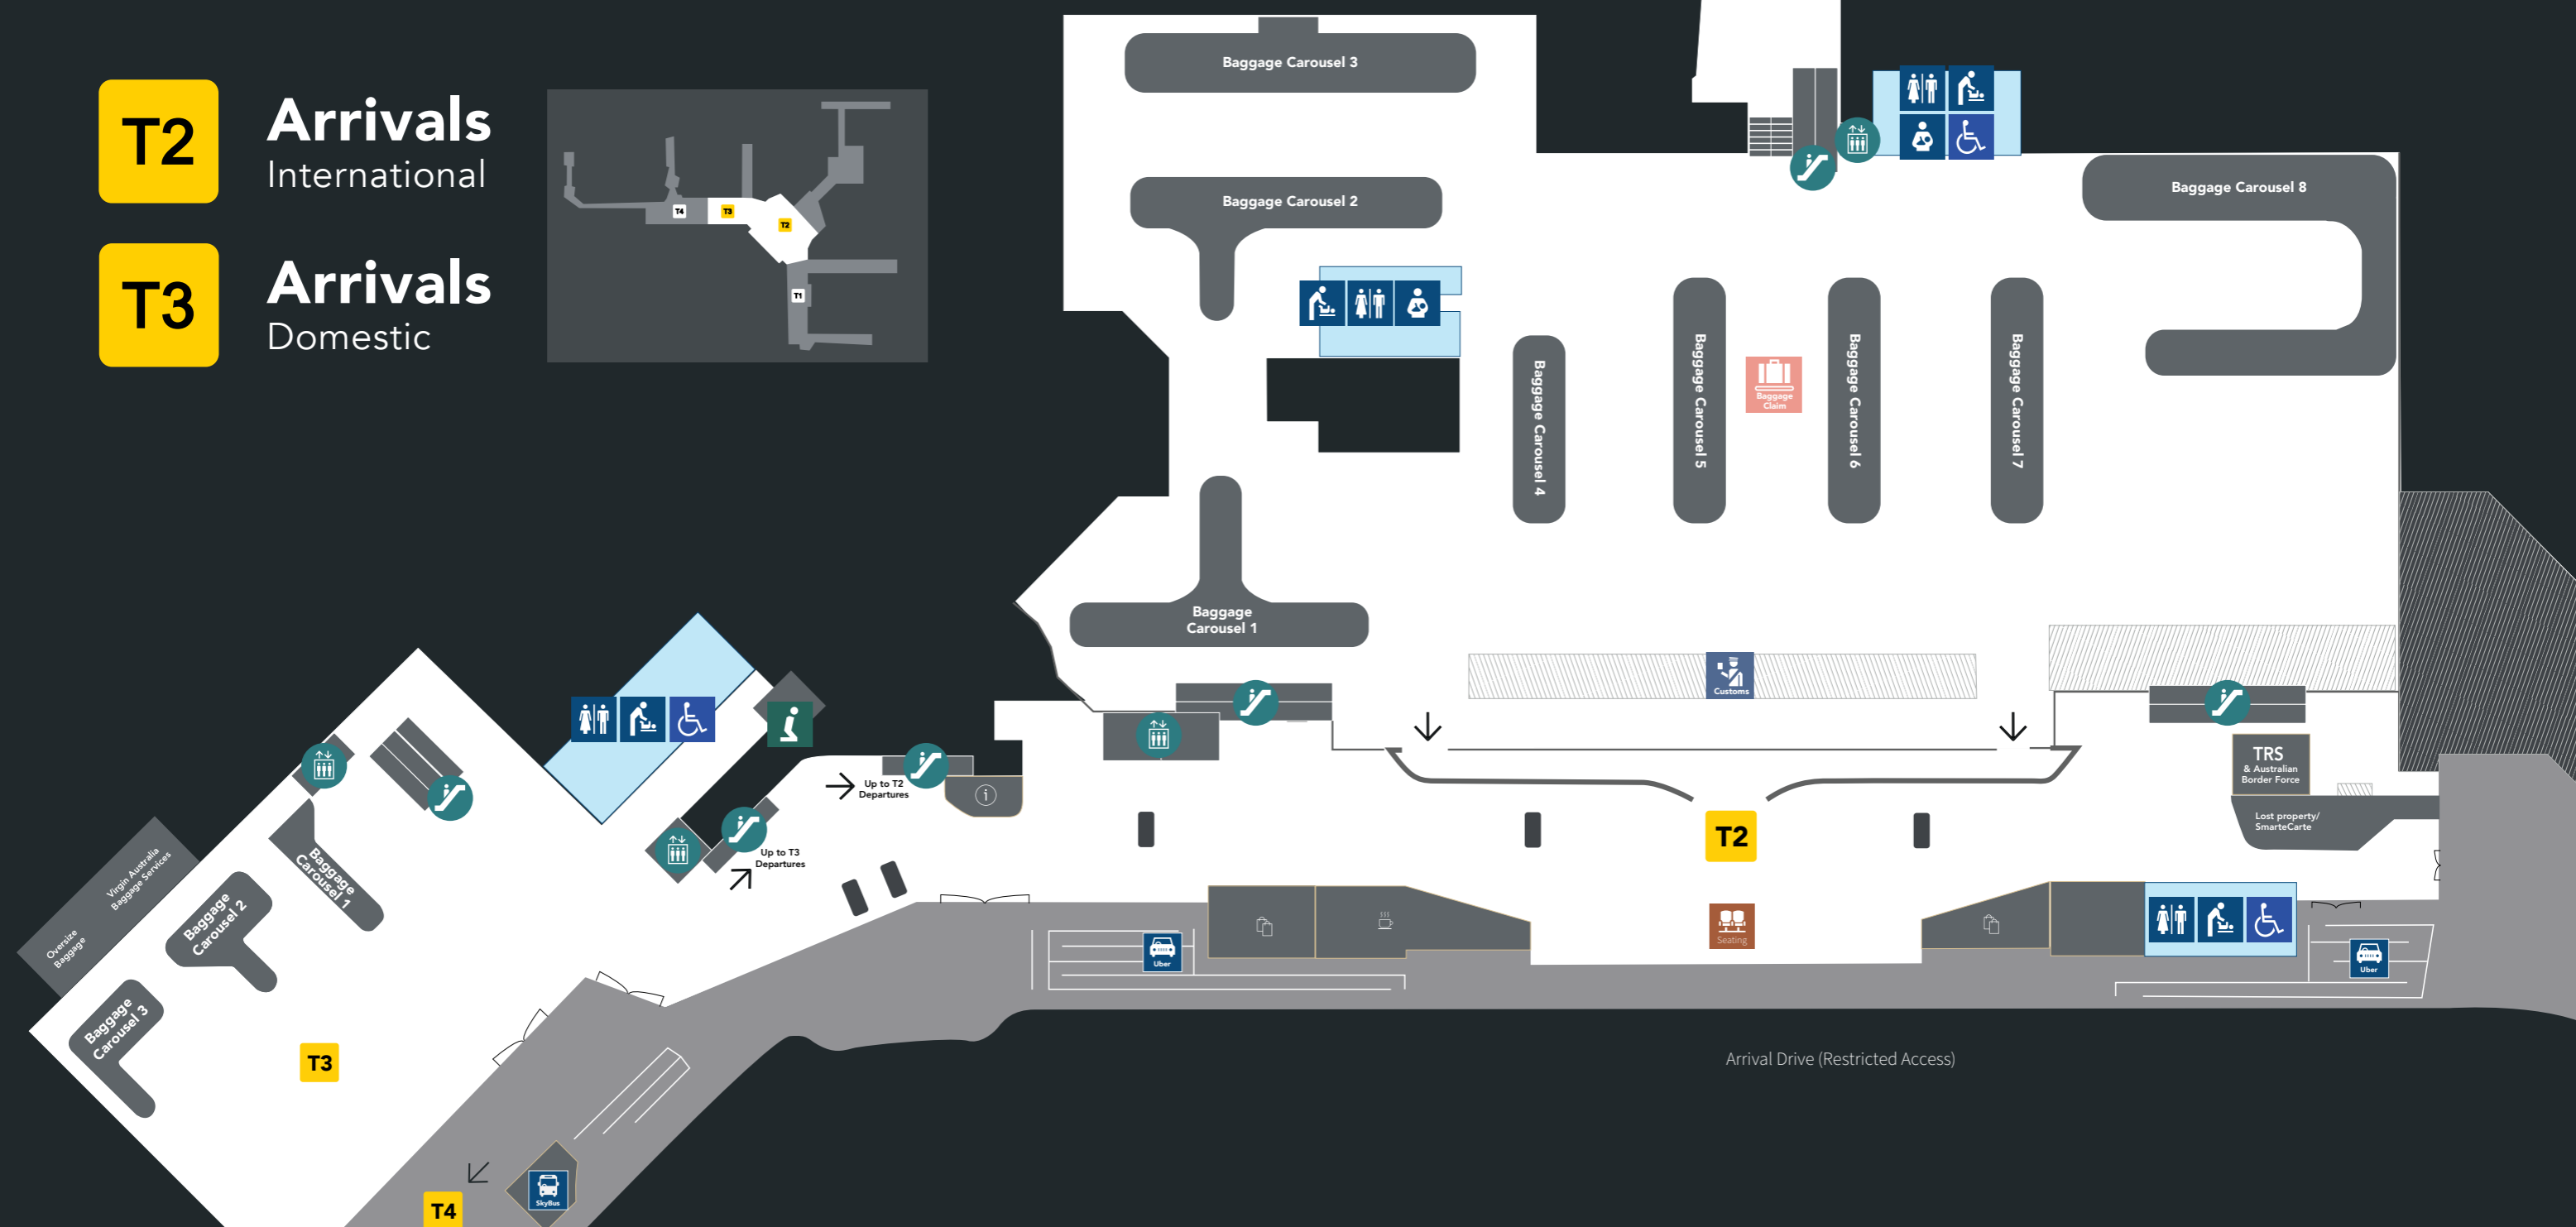 T2
Arrivals
International
T3
Arrivals
Domestic
T4
T3
T2
T1
Baggage Carousel 3
Baggage Carousel 2
Baggage Carousel 8
Baggage Carousel 4
Baggage Carousel 5
Baggage
Claim
Baggage Carousel 6
Baggage Carousel 7
Baggage
Carousel 1
Customs
Up to T2
Departures
Up to T3
Departures
i
TRS
& Australian
Border Force
Lost property/
SmarteCarte
T2
Seating
Uber
Uber
Virgin Australia
Baggage Services
Oversize
Baggage
Baggage
Carousel 1
Baggage
Carousel 2
Baggage
Carousel 3
T3
T4
SkyBus
Arrival Drive (Restricted Access)